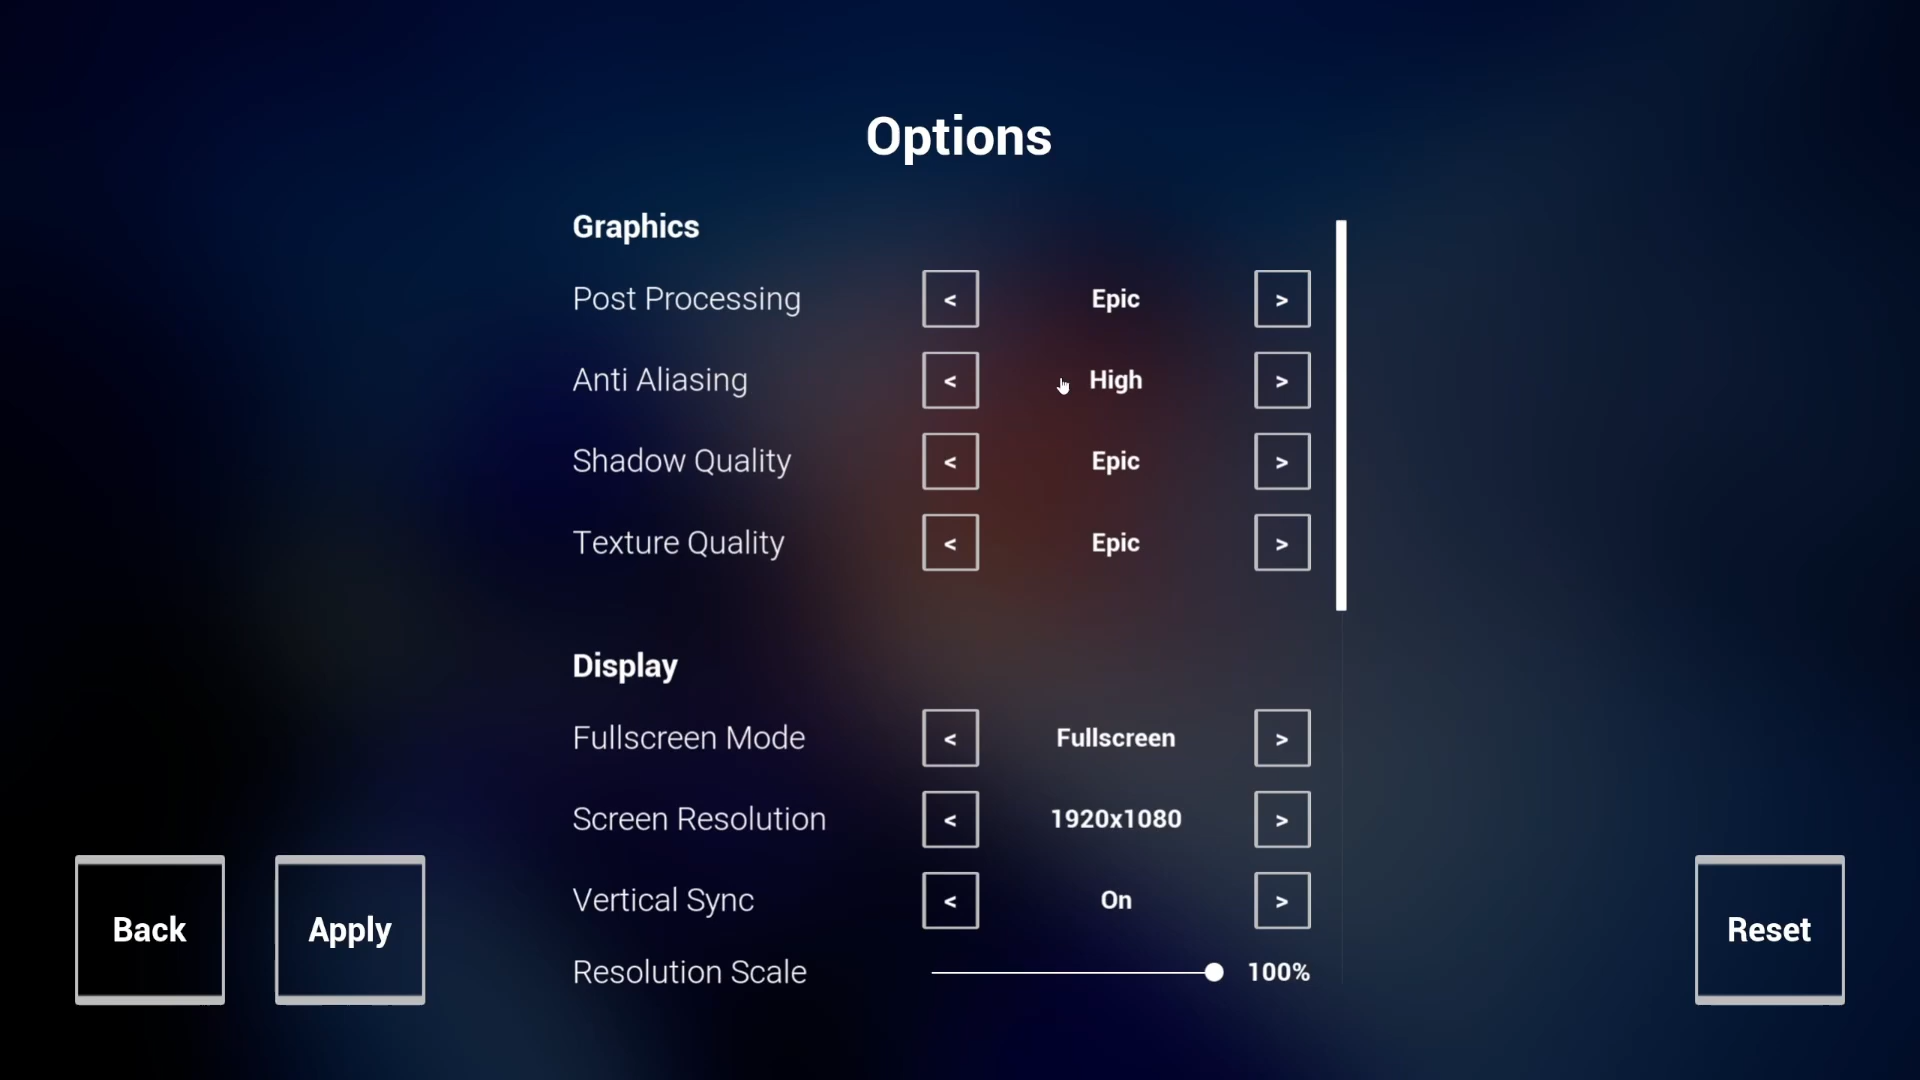 Options
Graphics
Post Processing < Epic >
Anti Aliasing < High >
Shadow Quality < Epic >
Texture Quality < Epic >
Display
Fullscreen Mode < Fullscreen >
Screen Resolution < 1920x1080 >
Vertical Sync < On >
Resolution Scale 100%
Back Apply Reset